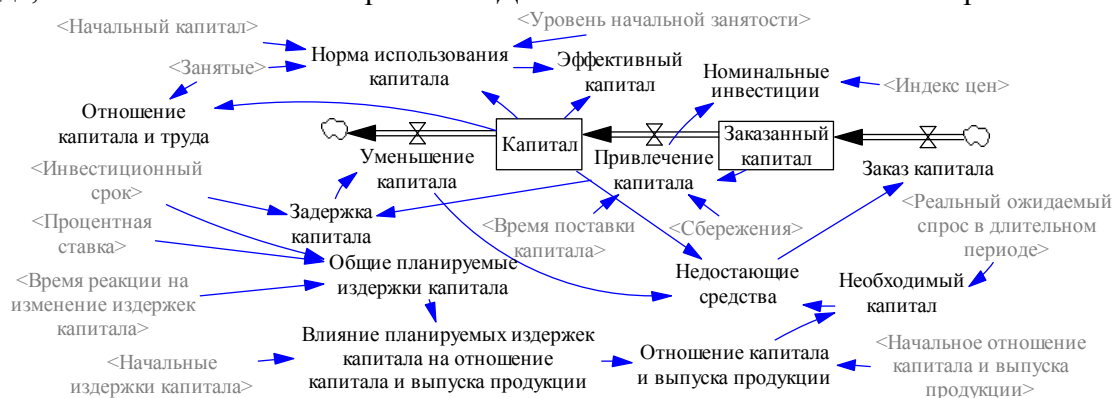 <Начальный капитал>
<Уровень начальной занятости>
<Занятые>
Норма использования
капитала
Эффективный
капитал
Номинальные
инвестиции
<Индекс цен>
Отношение
капитала и труда
Капитал
Заказанный
капитал
Уменьшение
капитала
Привлечение
капитала
Заказ капитала
<Инвестиционный
срок>
Задержка
капитала
<Время поставки
капитала>
<Сбережения>
<Реальный ожидаемый
спрос в длительном
периоде>
<Процентная
ставка>
Общие планируемые
издержки капитала
Недостающие
средства
Необходимый
капитал
<Время реакции на
изменение издержек
капитала>
<Начальные
издержки капитала>
Влияние планируемых издержек
капитала на отношение
капитала и выпуска продукции
Отношение капитала
и выпуска продукции
<Начальное отношение
капитала и выпуска
продукции>